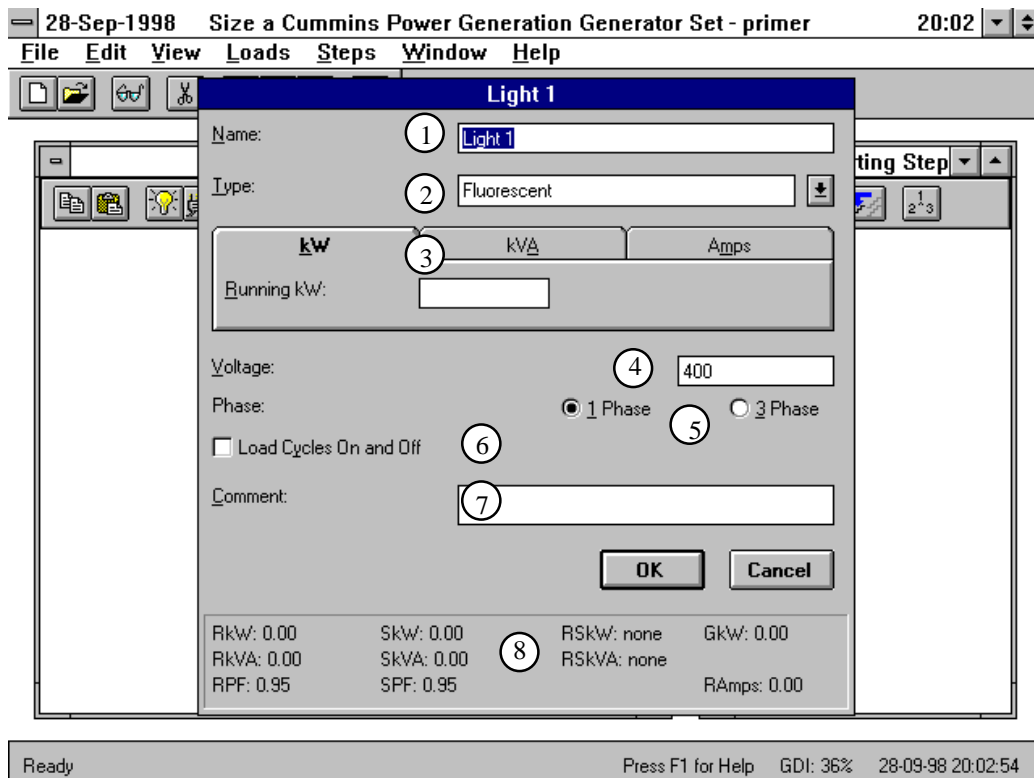 28-Sep-1998 Size a Cummins Power Generation Generator Set - primer 20:02
File Edit View Loads Steps Window Help
Light 1
Name: 1 Light 1
ting Step
Type: 2 Fluorescent
1 2^3
kW 3 kVA Amps
Running kW:
Voltage: 4 400
Phase: 1 Phase 5 3 Phase
Load Cycles On and Off 6
Comment: 7
OK Cancel
RkW: 0.00 SkW: 0.00 RSkW: none GkW: 0.00
8
RkVA: 0.00 SkVA: 0.00 RSkVA: none
RPF: 0.95 SPF: 0.95 RAmps: 0.00
Ready Press F1 for Help GDI: 36% 28-09-98 20:02:54